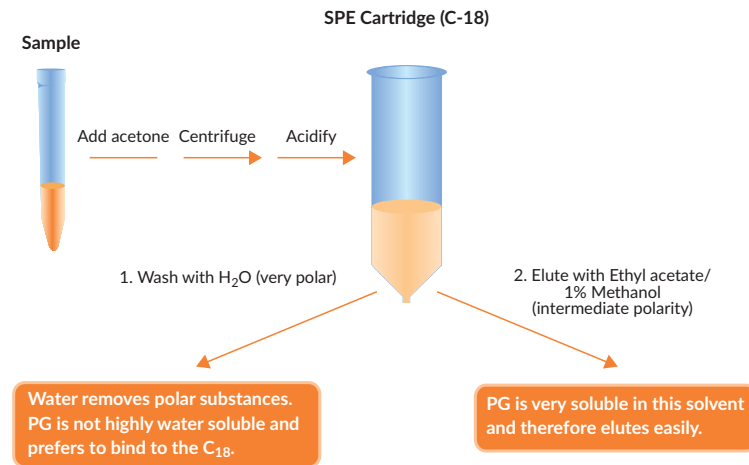 SPE Cartridge (C-18)
Sample
Add acetone
Centrifuge
Acidify
1. Wash with H₂O (very polar)
2. Elute with Ethyl acetate/
1% Methanol
(intermediate polarity)
Water removes polar substances.
PG is not highly water soluble and
prefers to bind to the C₁₈.
PG is very soluble in this solvent
and therefore elutes easily.